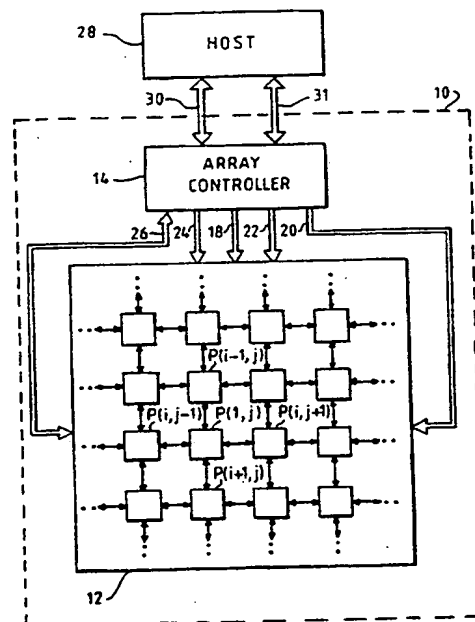 28
HOST
30
31
10
14
ARRAY
CONTROLLER
26
24
18
22
20
P(i-1, j)
P(i, j-1)
P(1, j)
P(i, j+1)
P(i+1, j)
12